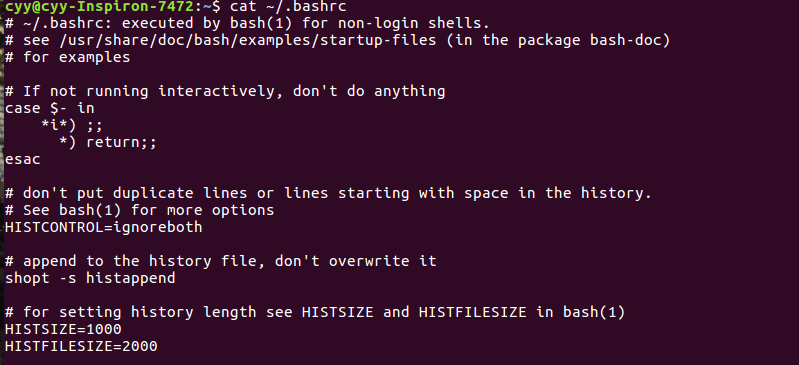 cyy@cyy-Inspiron-7472:~$ cat ~/.bashrc
# ~/.bashrc: executed by bash(1) for non-login shells.
# see /usr/share/doc/bash/examples/startup-files (in the package bash-doc)
# for examples

# If not running interactively, don't do anything
case $- in
    *i*) ;;
      *) return;;
esac

# don't put duplicate lines or lines starting with space in the history.
# See bash(1) for more options
HISTCONTROL=ignoreboth

# append to the history file, don't overwrite it
shopt -s histappend

# for setting history length see HISTSIZE and HISTFILESIZE in bash(1)
HISTSIZE=1000
HISTFILESIZE=2000